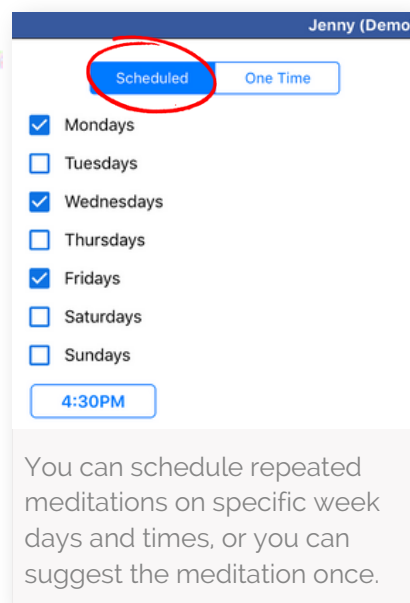 Jenny (Demo
Scheduled
One Time
Mondays
Tuesdays
Wednesdays
Thursdays
Fridays
Saturdays
Sundays
4:30PM
You can schedule repeated
meditations on specific week
days and times, or you can
suggest the meditation once.